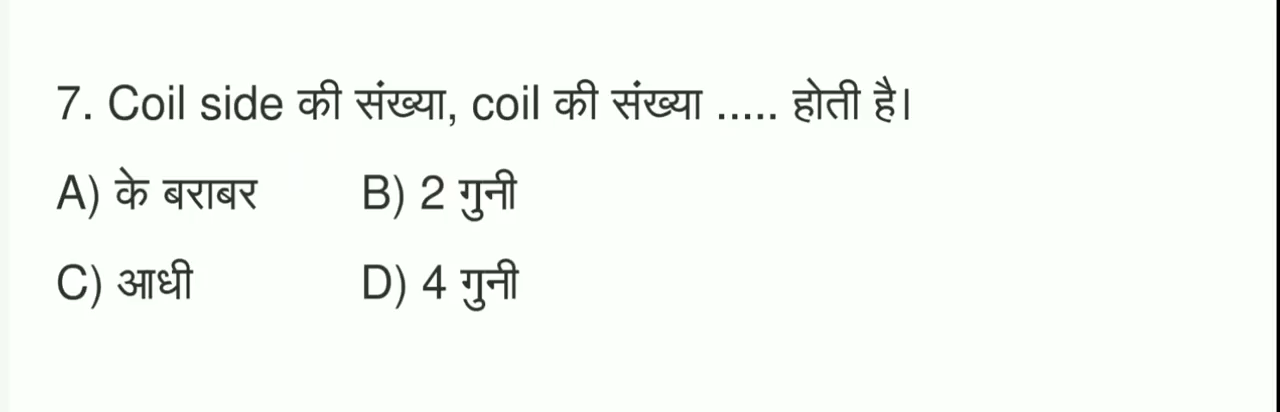 7. Coil side की संख्या, coil की संख्या ..... होती है।
A) के बराबर B) 2 गुनी
C) आधी D) 4 गुनी